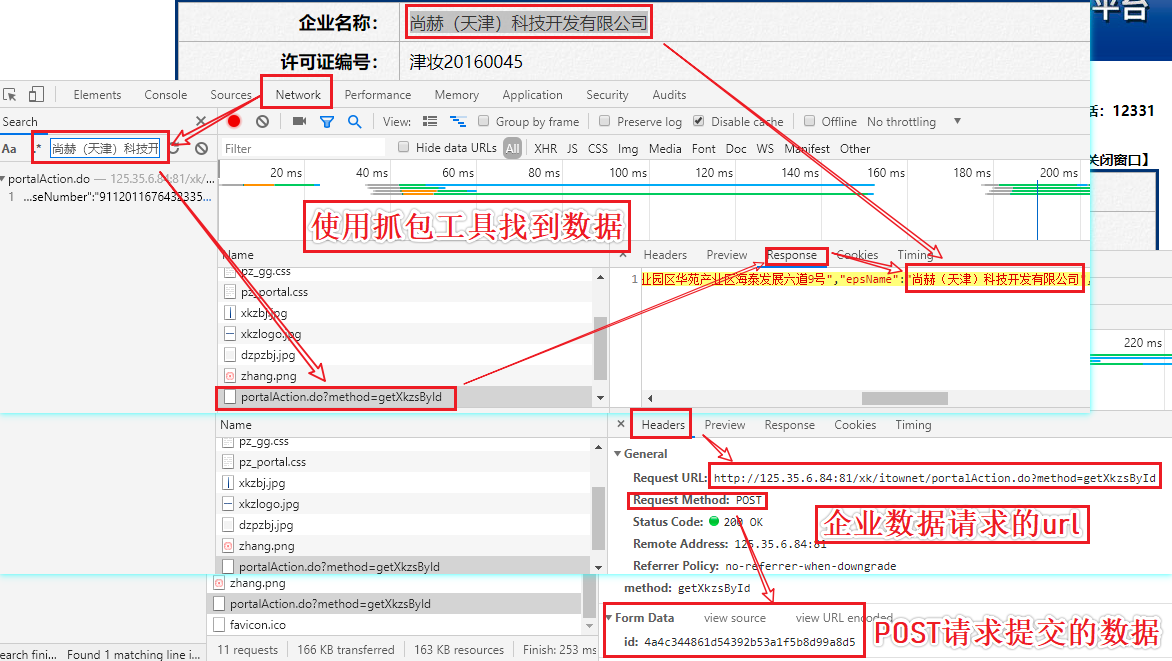 企业名称： 尚赫（天津）科技开发有限公司
平台
许可证编号： 津妆20160045
Elements Console Sources Network Performance Memory Application Security Audits
话：12331
Search
View: Group by frame Preserve log Disable cache Offline No throttling
Aa .* 尚赫（天津）科技开
Filter Hide data URLs All XHR JS CSS Img Media Font Doc WS Manifest Other
关闭窗口】
portalAction.do — 125.35.6.84:81/xk/...
1 ...seNumber":"9112011676432335...
20 ms 40 ms 60 ms 80 ms 100 ms 120 ms 140 ms 160 ms 180 ms 200 ms
使用抓包工具找到数据
Name
Headers Preview Response Cookies Timing
pz_gg.css
1 业园区华苑产业区海泰发展六道9号","epsName":"尚赫（天津）科技开发有限公司",
pz_portal.css
xkzbj.jpg
xkzlogo.jpg
220 ms
dzpzbj.jpg
zhang.png
portalAction.do?method=getXkzsById
Name
Headers Preview Response Cookies Timing
pz_gg.css
General
pz_portal.css
Request URL: http://125.35.6.84:81/xk/itownet/portalAction.do?method=getXkzsById
xkzbj.jpg
Request Method: POST
xkzlogo.jpg
Status Code: 200 OK
企业数据请求的url
dzpzbj.jpg
Remote Address: 125.35.6.84:81
zhang.png
Referrer Policy: no-referrer-when-downgrade
portalAction.do?method=getXkzsById
zhang.png
method: getXkzsById
portalAction.do?method=getXkzsById
Form Data view source view URL encoded
favicon.ico
id: 4a4c344861d54392b53a1f5b8d99a8d5
POST请求提交的数据
earch fini... Found 1 matching line i...
11 requests 166 KB transferred 163 KB resources Finish: 253 ms